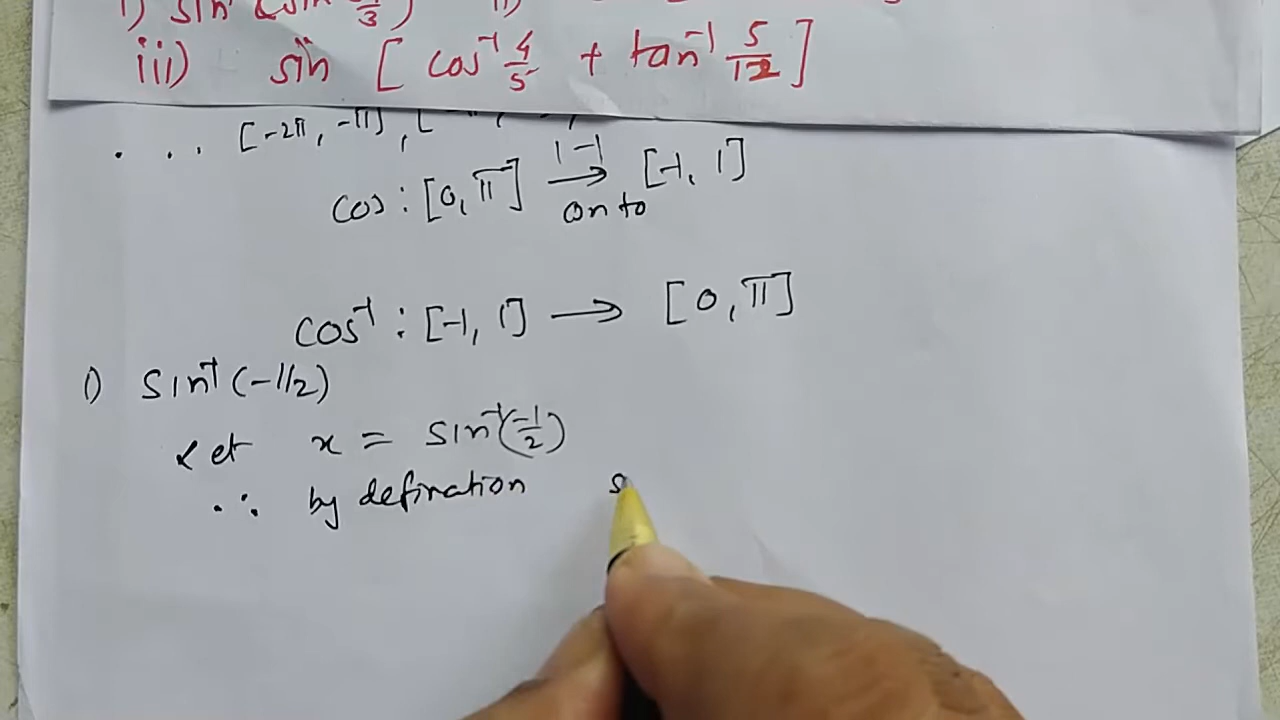 iii) sin [ cos⁻¹ 4/5 + tan⁻¹ 5/12 ]
. . . [-2π, -π], [
cos : [0, π] 1-1 → onto [-1, 1]
cos⁻¹ : [-1, 1] → [0, π]
1) sin⁻¹ (-1/2)
Let x = sin⁻¹(-1/2)
∴ by defination s